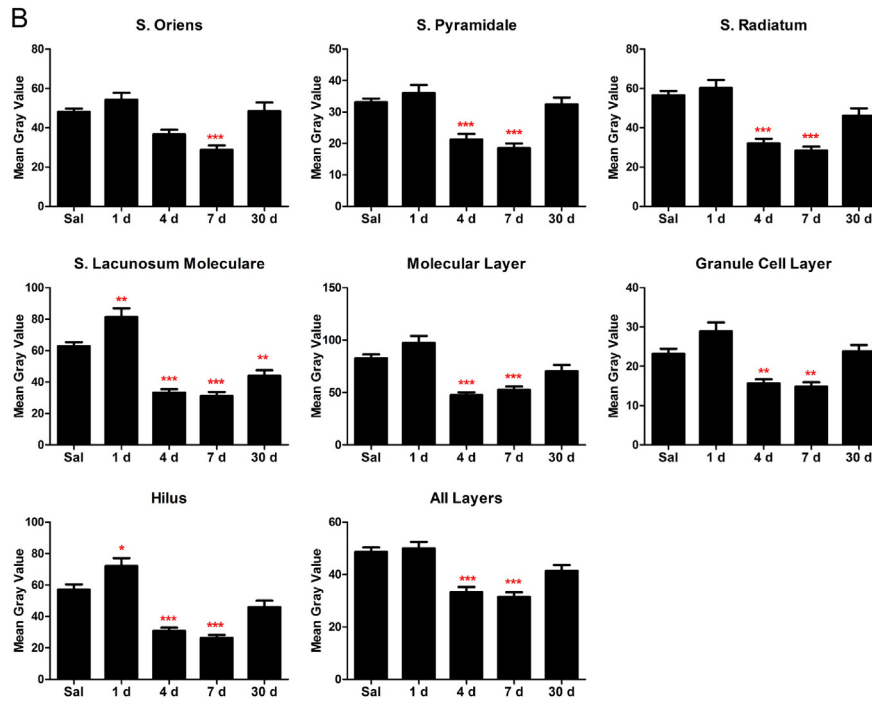 B
S. Oriens
S. Pyramidale
S. Radiatum
Mean Gray Value
80
60
40
20
0
***
Sal 1 d 4 d 7 d 30 d
Mean Gray Value
50
40
30
20
10
0
*** ***
Sal 1 d 4 d 7 d 30 d
Mean Gray Value
80
60
40
20
0
*** ***
Sal 1 d 4 d 7 d 30 d
S. Lacunosum Moleculare
Molecular Layer
Granule Cell Layer
Mean Gray Value
100
80
60
40
20
0
** *** *** **
Sal 1 d 4 d 7 d 30 d
Mean Gray Value
150
100
50
0
*** ***
Sal 1 d 4 d 7 d 30 d
Mean Gray Value
40
30
20
10
0
** **
Sal 1 d 4 d 7 d 30 d
Hilus
All Layers
Mean Gray Value
100
80
60
40
20
0
* *** ***
Sal 1 d 4 d 7 d 30 d
Mean Gray Value
60
40
20
0
*** ***
Sal 1 d 4 d 7 d 30 d